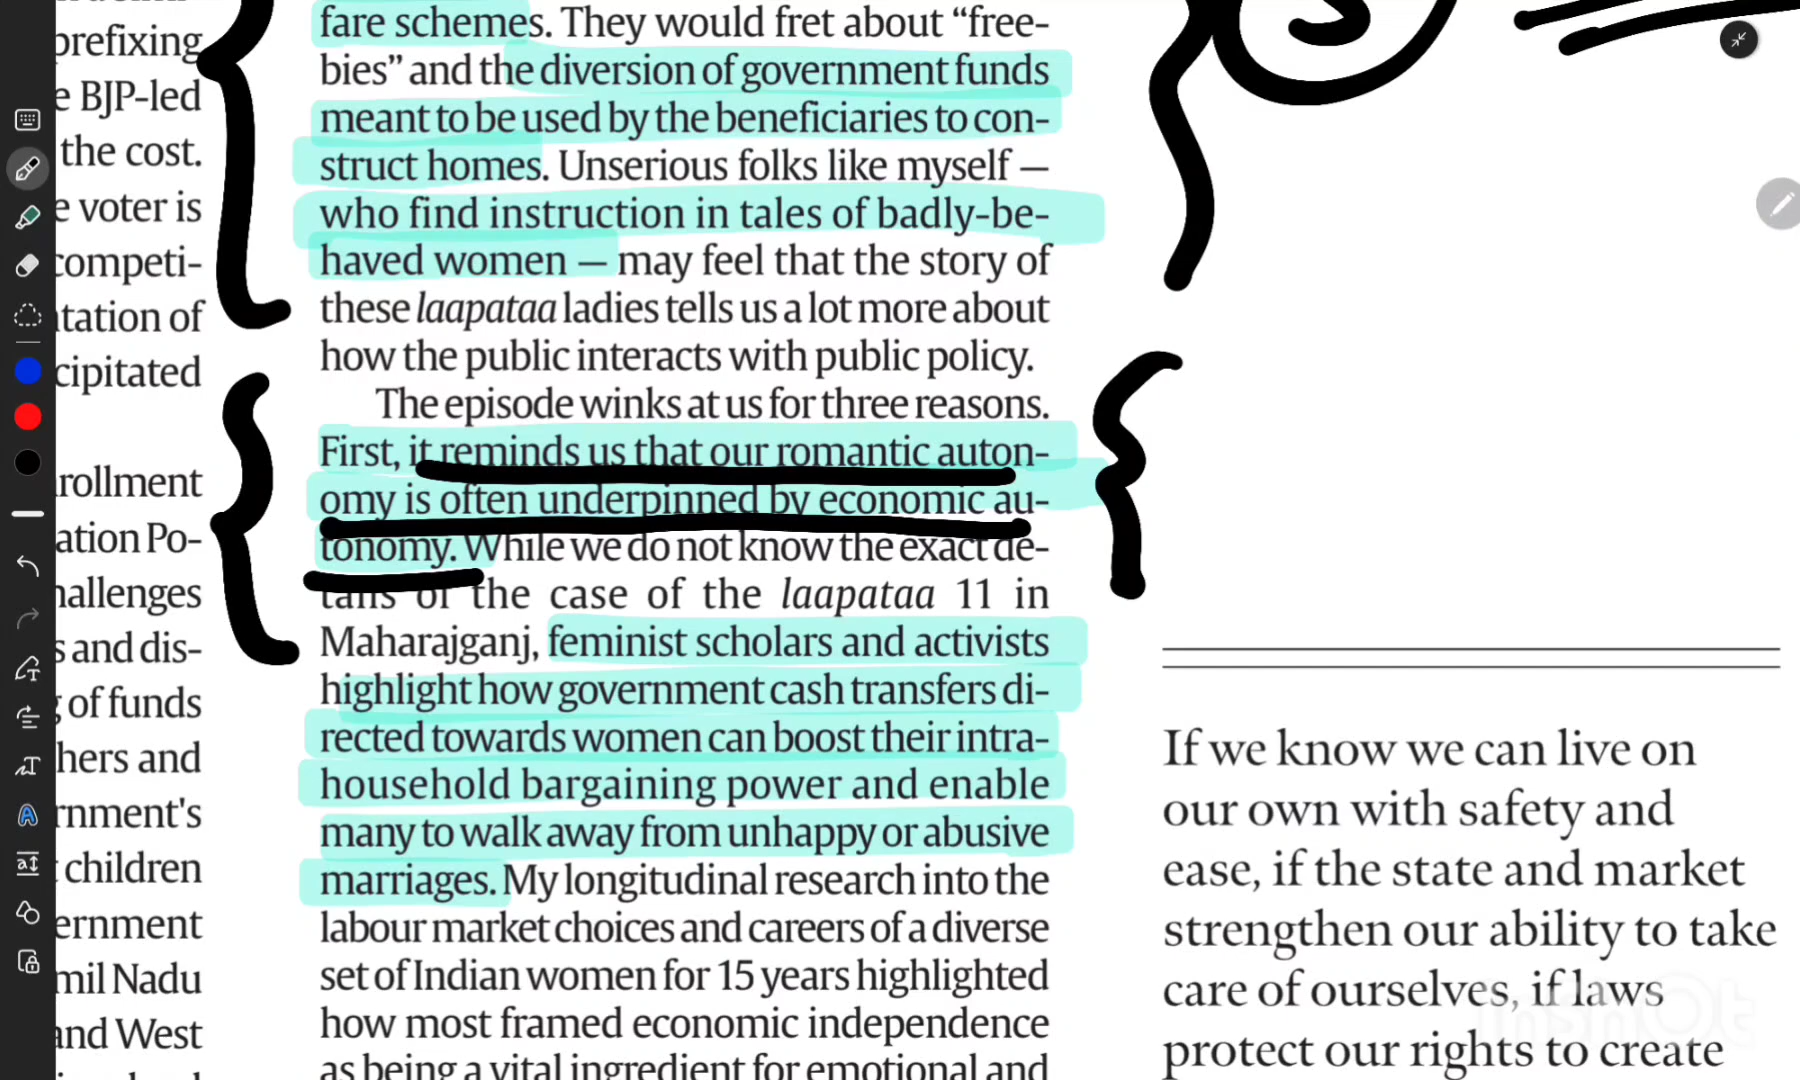 prefixing
e BJP-led
the cost.
e voter is
competi-
tation of
cipitated
rollment
ation Po-
hallenges
s and dis-
g of funds
hers and
rnment's
children
ernment
mil Nadu
and West
fare schemes. They would fret about “free-
bies” and the diversion of government funds
meant to be used by the beneficiaries to con-
struct homes. Unserious folks like myself —
who find instruction in tales of badly-be-
haved women — may feel that the story of
these laapataa ladies tells us a lot more about
how the public interacts with public policy.
The episode winks at us for three reasons.
First, it reminds us that our romantic auton-
omy is often underpinned by economic au-
tonomy. While we do not know the exact de-
tails of the case of the laapataa 11 in
Maharajganj, feminist scholars and activists
highlight how government cash transfers di-
rected towards women can boost their intra-
household bargaining power and enable
many to walk away from unhappy or abusive
marriages. My longitudinal research into the
labour market choices and careers of a diverse
set of Indian women for 15 years highlighted
how most framed economic independence
as being a vital ingredient for emotional and
If we know we can live on
our own with safety and
ease, if the state and market
strengthen our ability to take
care of ourselves, if laws
protect our rights to create
InShOt